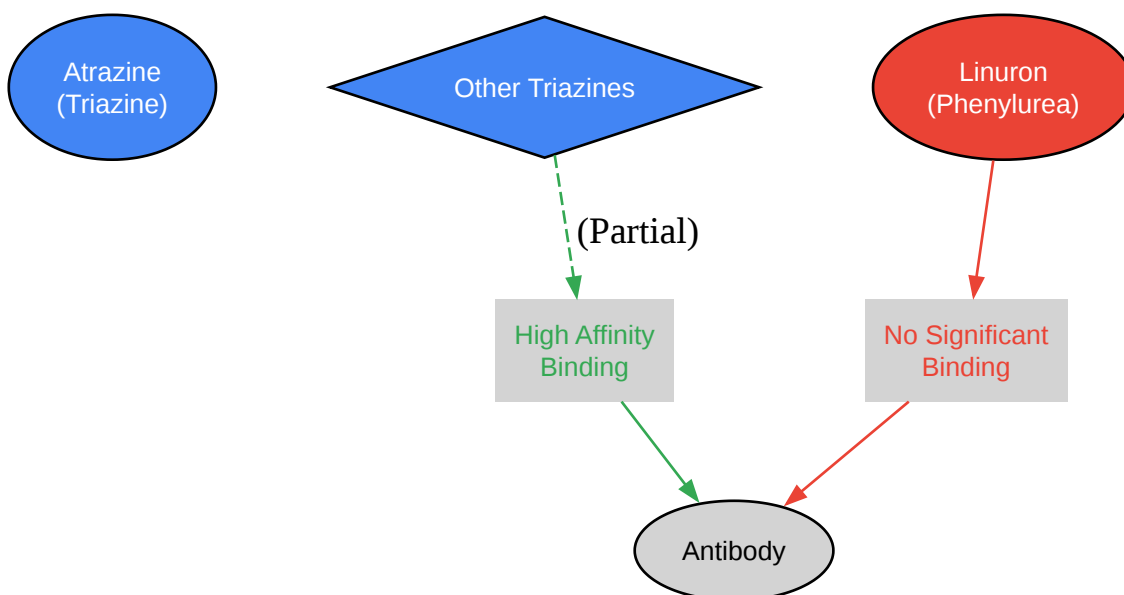 Atrazine
(Triazine)
Other Triazines
Linuron
(Phenylurea)
(Partial)
High Affinity
Binding
No Significant
Binding
Antibody